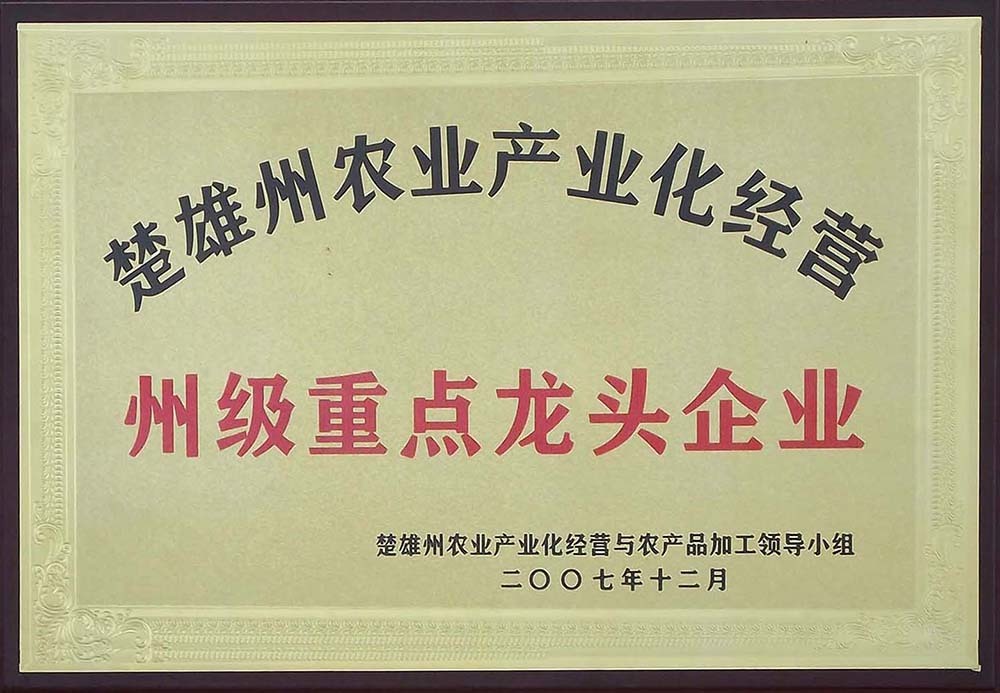 楚雄州农业产业化经营
州级重点龙头企业
楚雄州农业产业化经营与农产品加工领导小组
二〇〇七年十二月